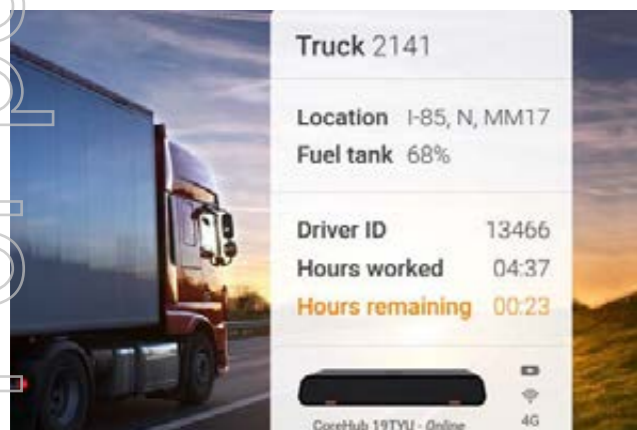 Truck 2141
Location I-85, N, MM17
Fuel tank 68%
Driver ID 13466
Hours worked 04:37
Hours remaining 00:23
CoreHub 19TYU - Online
4G